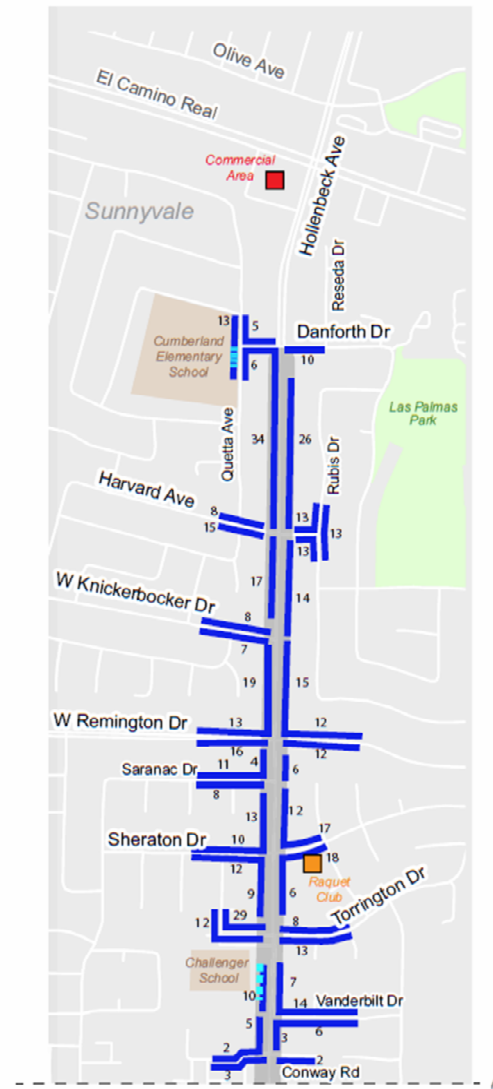 Olive Ave
El Camino Real
Commercial
Area
Hollenbeck Ave
Sunnyvale
Reseda Dr
13
5
Danforth Dr
Cumberland
Elementary
School
6
10
Las Palmas
Park
Quetta Ave
34
26
Rubis Dr
Harvard Ave
8
15
13
13
13
W Knickerbocker Dr
17
14
8
7
19
15
W Remington Dr
13
12
16
4
12
Saranac Dr
11
6
8
13
12
Sheraton Dr
10
17
12
18
Raquet
Club
9
6
Torrington Dr
12
29
8
13
Challenger
School
7
10
14
Vanderbilt Dr
5
6
3
2
2
3
Conway Rd